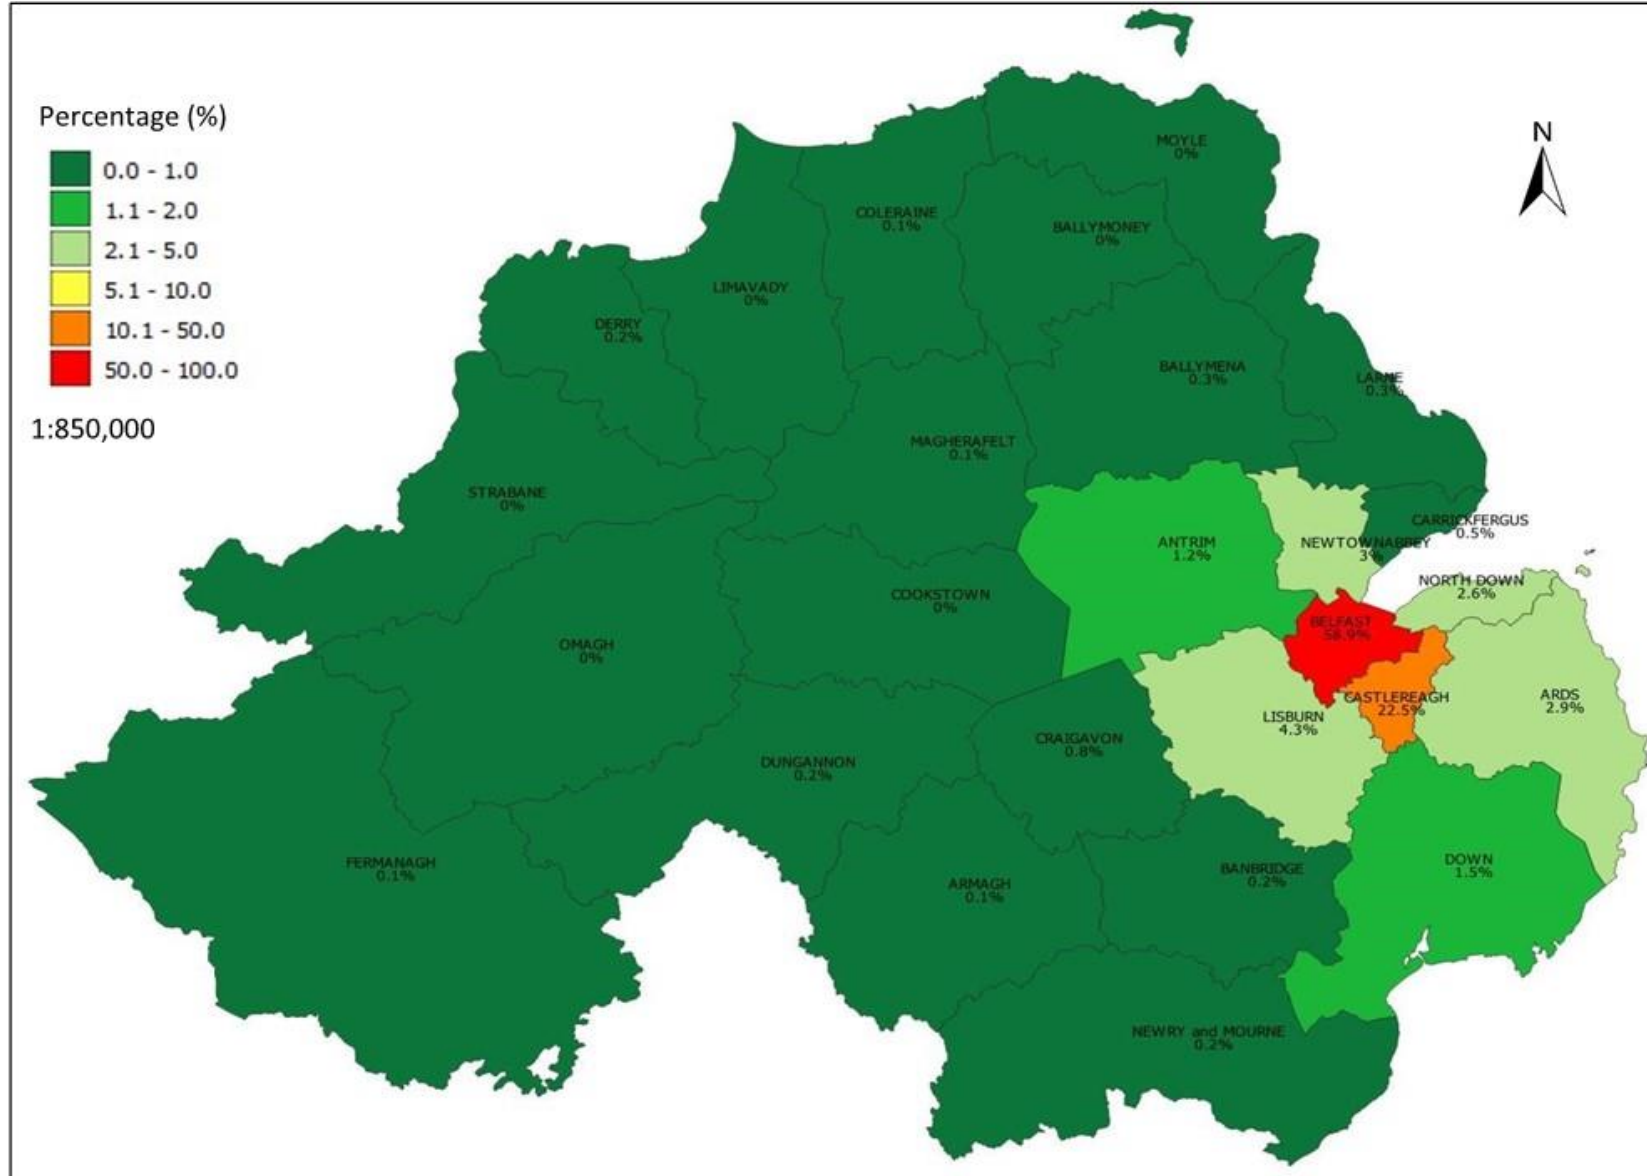 Percentage (%)
0.0 - 1.0
1.1 - 2.0
2.1 - 5.0
5.1 - 10.0
10.1 - 50.0
50.0 - 100.0
1:850,000
N
MOYLE
0%
COLERAINE
0.1%
BALLYMONEY
0%
LIMAVADY
0%
DERRY
0.2%
BALLYMENA
0.3%
LARNE
0.3%
MAGHERAFELT
0.1%
STRABANE
0%
ANTRIM
1.2%
NEWTOWNABBEY
3%
CARRICKFERGUS
0.5%
NORTH DOWN
2.6%
COOKSTOWN
0%
BELFAST
58.9%
OMAGH
0%
CASTLEREAGH
22.5%
ARDS
2.9%
LISBURN
4.3%
CRAIGAVON
0.8%
DUNGANNON
0.2%
FERMANAGH
0.1%
ARMAGH
0.1%
BANBRIDGE
0.2%
DOWN
1.5%
NEWRY and MOURNE
0.2%